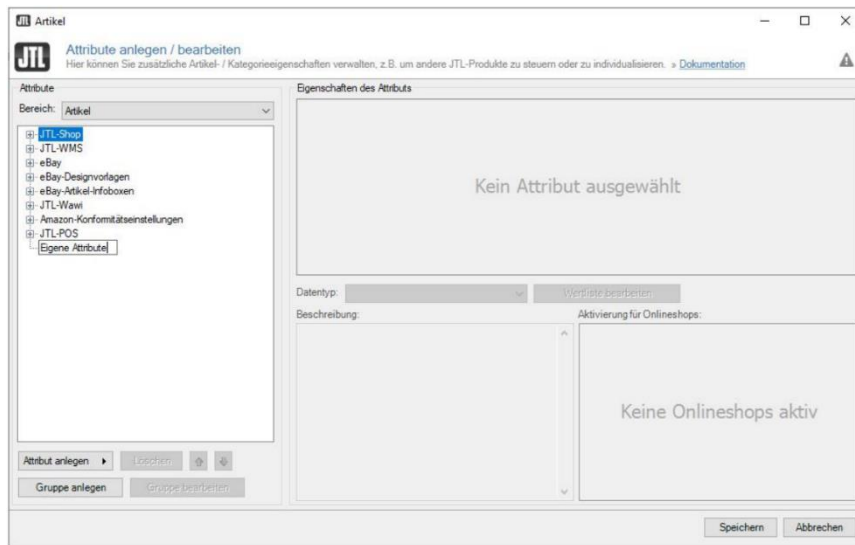 JTL Artikel
JTL
Attribute anlegen / bearbeiten
Hier können Sie zusätzliche Artikel- / Kategorieeigenschaften verwalten, z.B. um andere JTL-Produkte zu steuern oder zu individualisieren. » Dokumentation
Attribute
Bereich: Artikel
JTL-Shop
JTL-WMS
eBay
eBay-Designvorlagen
eBay-Artikel-Infoboxen
JTL-Wawi
Amazon-Konformitätseinstellungen
JTL-POS
Eigene Attribute
Attribut anlegen
Löschen
Gruppe anlegen
Gruppe bearbeiten
Eigenschaften des Attributs
Kein Attribut ausgewählt
Datentyp:
Wertliste bearbeiten
Beschreibung:
Aktivierung für Onlineshops:
Keine Onlineshops aktiv
Speichern
Abbrechen